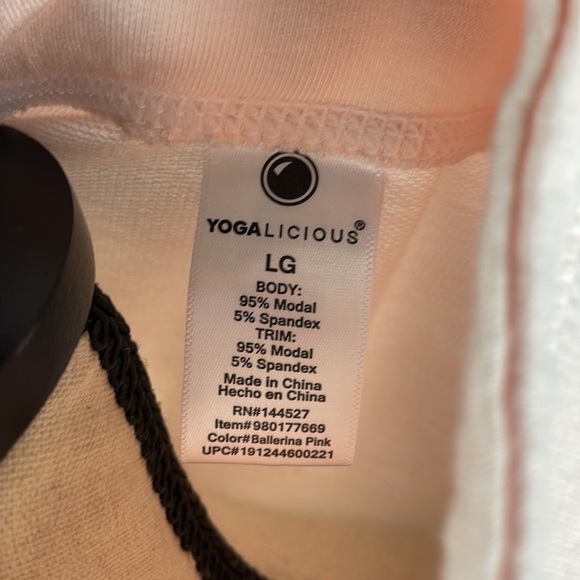 YOGALICIOUS®
LG
BODY:
95% Modal
5% Spandex
TRIM:
95% Modal
5% Spandex
Made in China
Hecho en China
RN#144527
Item#980177669
Color#Ballerina Pink
UPC#191244600221